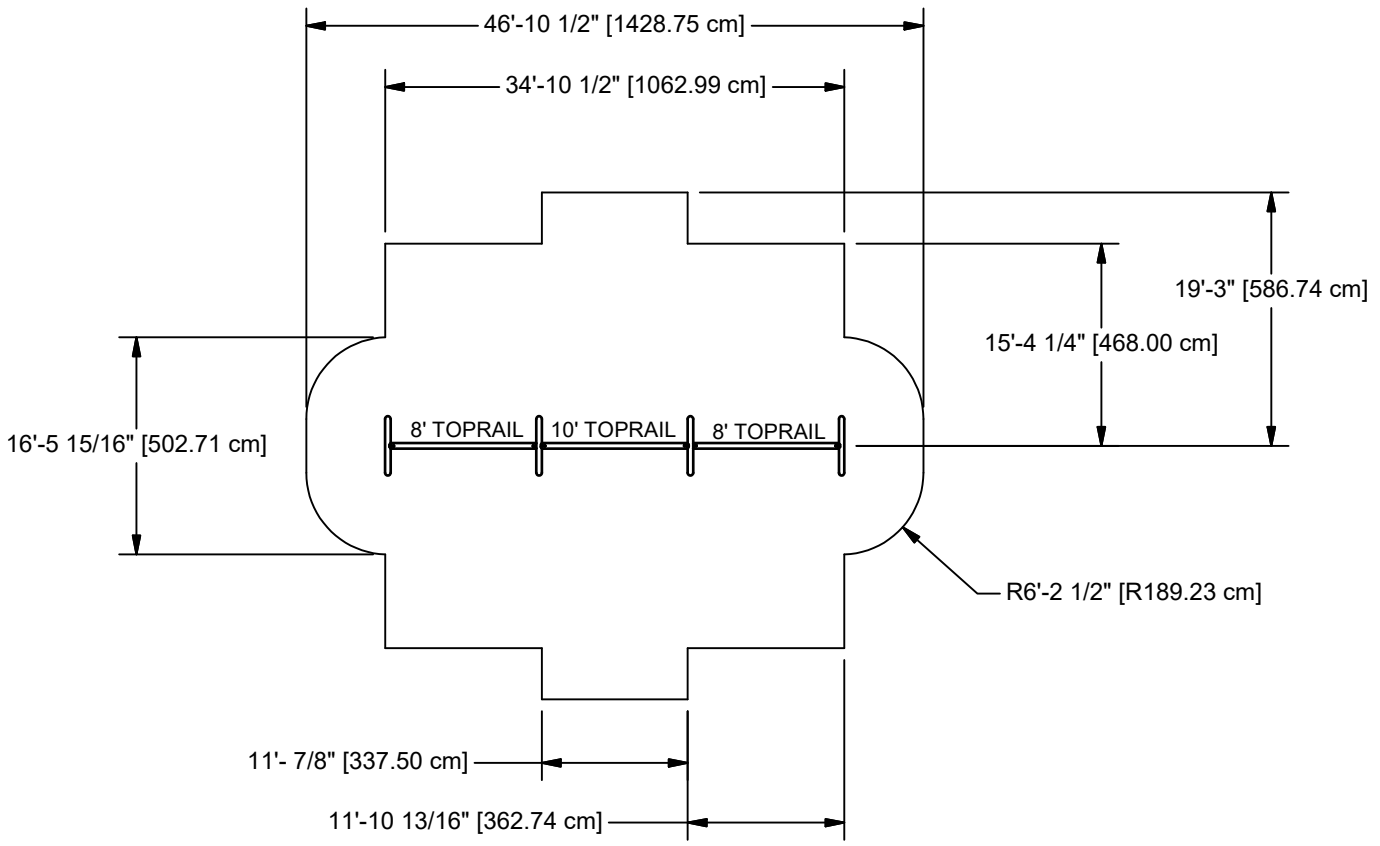 46'-10 1/2" [1428.75 cm]
34'-10 1/2" [1062.99 cm]
19'-3" [586.74 cm]
15'-4 1/4" [468.00 cm]
8' TOPRAIL
10' TOPRAIL
8' TOPRAIL
16'-5 15/16" [502.71 cm]
R6'-2 1/2" [R189.23 cm]
11'- 7/8" [337.50 cm]
11'-10 13/16" [362.74 cm]